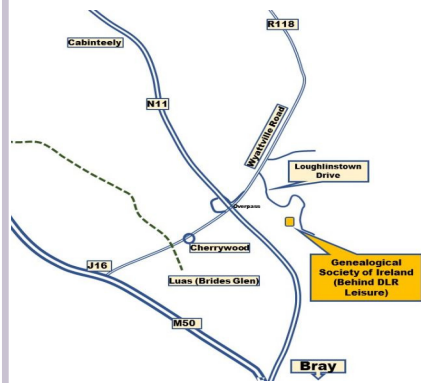 R118
Cabinteely
N11
Wyattville Road
Loughlinstown
Drive
Overpass
Cherrywood
Genealogical
Society of Ireland
(Behind DLR
Leisure)
J16
Luas (Brides Glen)
M50
Bray